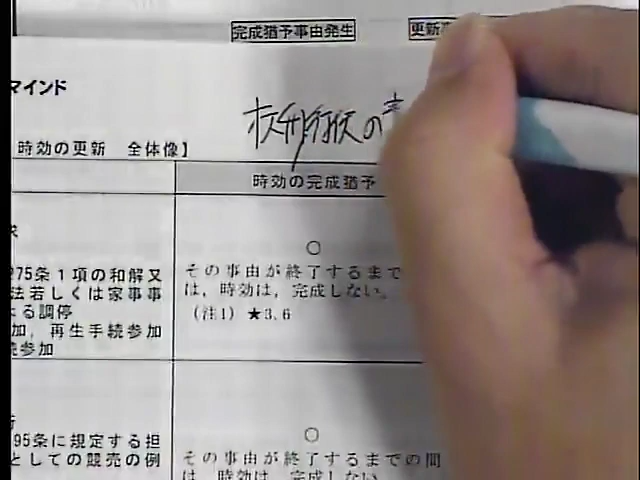 完成猶予事由発生 更新
マインド
権利行使の
時効の更新 全体像】
時効の完成猶予
求
○
275条1項の和解又
その事由が終了するまで
法若しくは家事事
は，時効は，完成しない。
よる調停
（注1）★3,6
加，再生手続参加
続参加
○
95条に規定する担
その事由が終了するまでの間
としての競売の例
は，時効は，完成しない